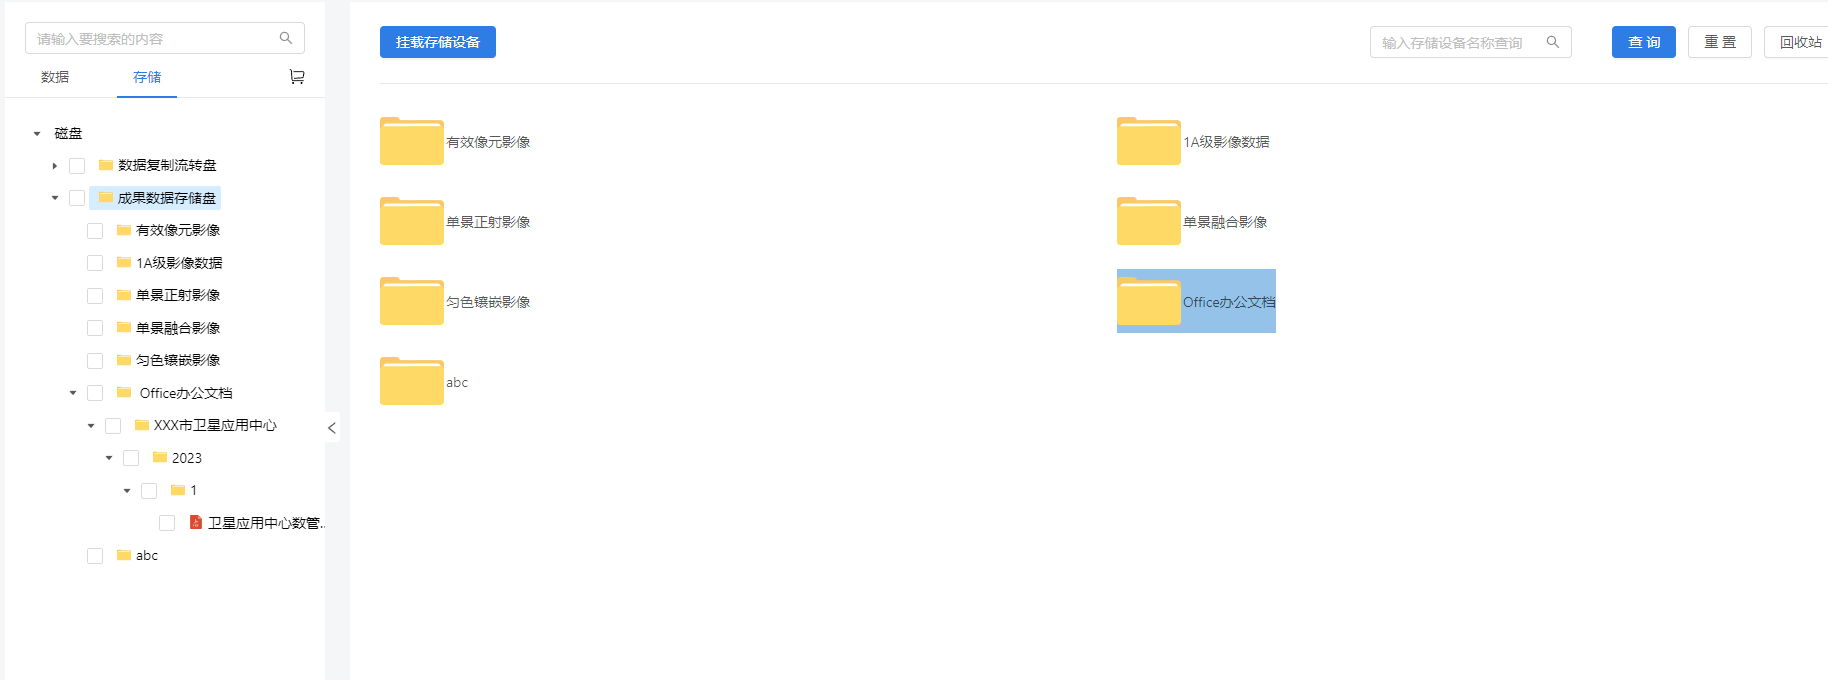 请输入要搜索的内容
数据 存储
磁盘
数据复制流转盘
成果数据存储盘
有效像元影像
1A级影像数据
单景正射影像
单景融合影像
匀色镶嵌影像
Office办公文档
XXX市卫星应用中心
2023
1
卫星应用中心数管...
abc
挂载存储设备 输入存储设备名称查询 查 询 重 置 回收站
有效像元影像 1A级影像数据
单景正射影像 单景融合影像
匀色镶嵌影像 Office办公文档
abc